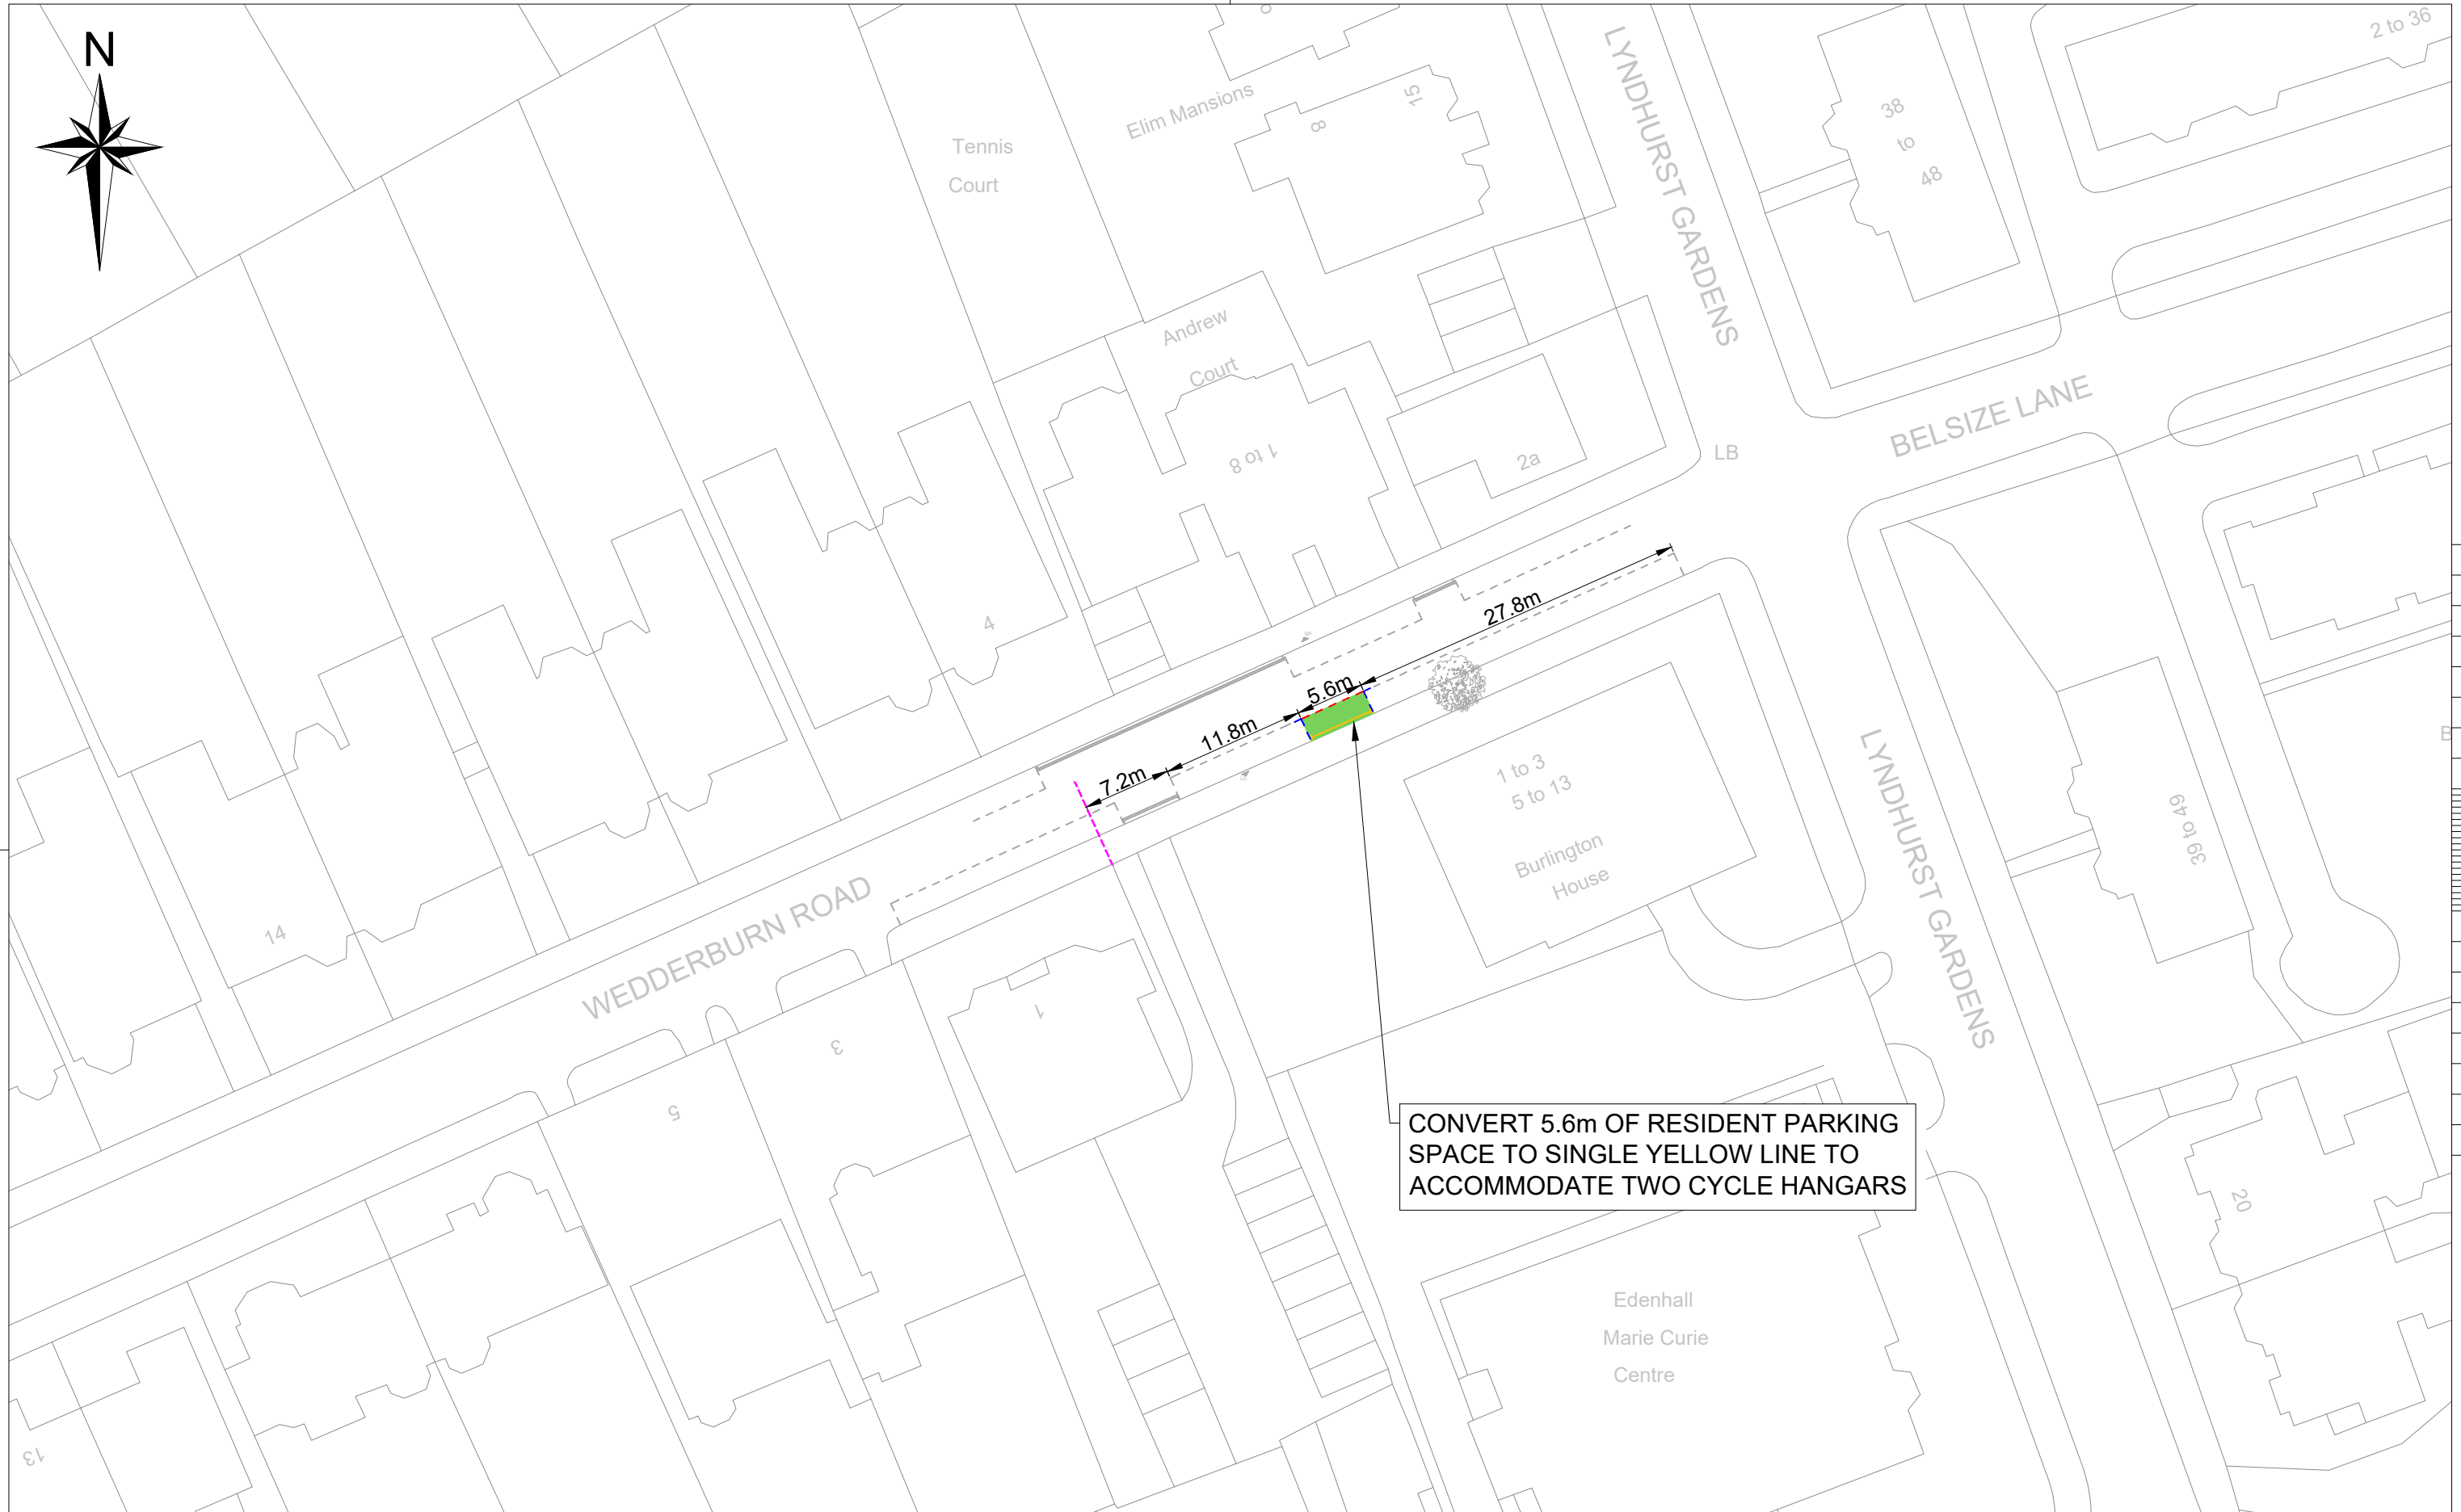 N
Tennis
Court
Elim Mansions
8
15
LYNDHURST GARDENS
38
to
48
2 to 36
Andrew
Court
1 to 8
2a
LB
BELSIZE LANE
4
27.8m
5.6m
11.8m
7.2m
1 to 3
5 to 13
Burlington
House
LYNDHURST GARDENS
39 to 49
14
WEDDERBURN ROAD
1
3
5
CONVERT 5.6m OF RESIDENT PARKING
SPACE TO SINGLE YELLOW LINE TO
ACCOMMODATE TWO CYCLE HANGARS
20
Edenhall
Marie Curie
Centre
13